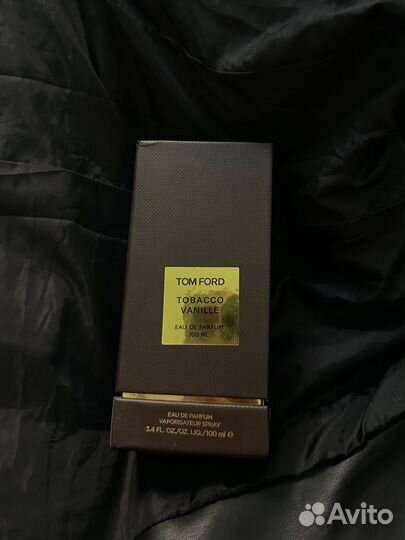 TOM FORD
TOBACCO
VANILLE
EAU DE PARFUM
100 ML
EAU DE PARFUM
VAPORISATEUR SPRAY
3.4 FL. OZ./OZ. LIQ./100 ml ℮
Avito